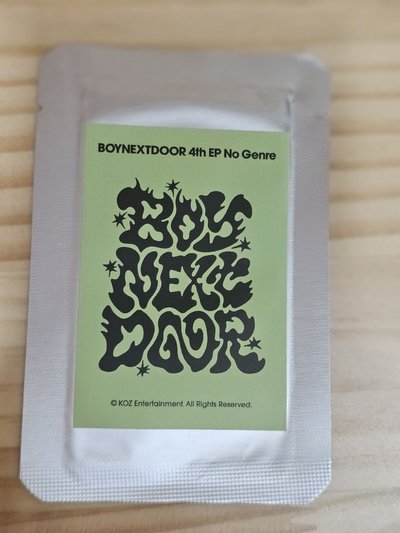 BOYNEXTDOOR 4th EP No Genre
BOY
NEXT
DOOR
© KOZ Entertainment. All Rights Reserved.